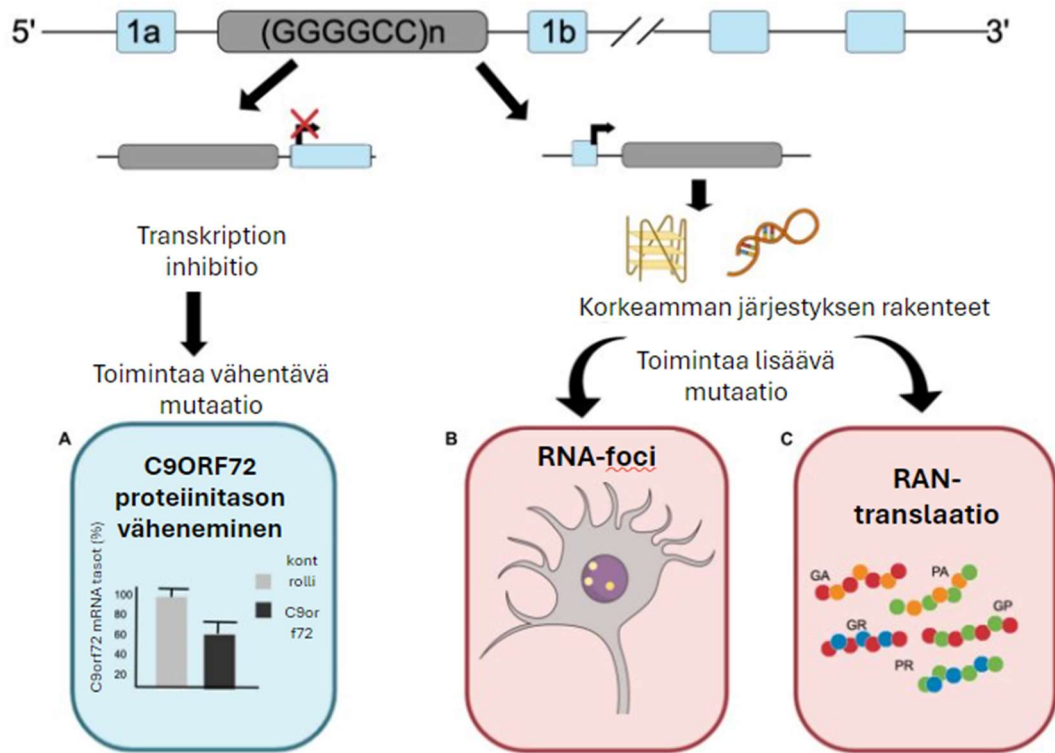 5' 1a (GGGGCC)n 1b 3'
Transkription
inhibitio
Toimintaa vähentävä
mutaatio
Korkeamman järjestyksen rakenteet
Toimintaa lisäävä
mutaatio
A
C9ORF72
proteiinitason
väheneminen
C9orf72 mRNA tasot (%)
100
80
60
40
20
kont
rolli
C9or
f72
B
RNA-foci
C
RAN-
translaatio
GA
PA
GP
GR
PR